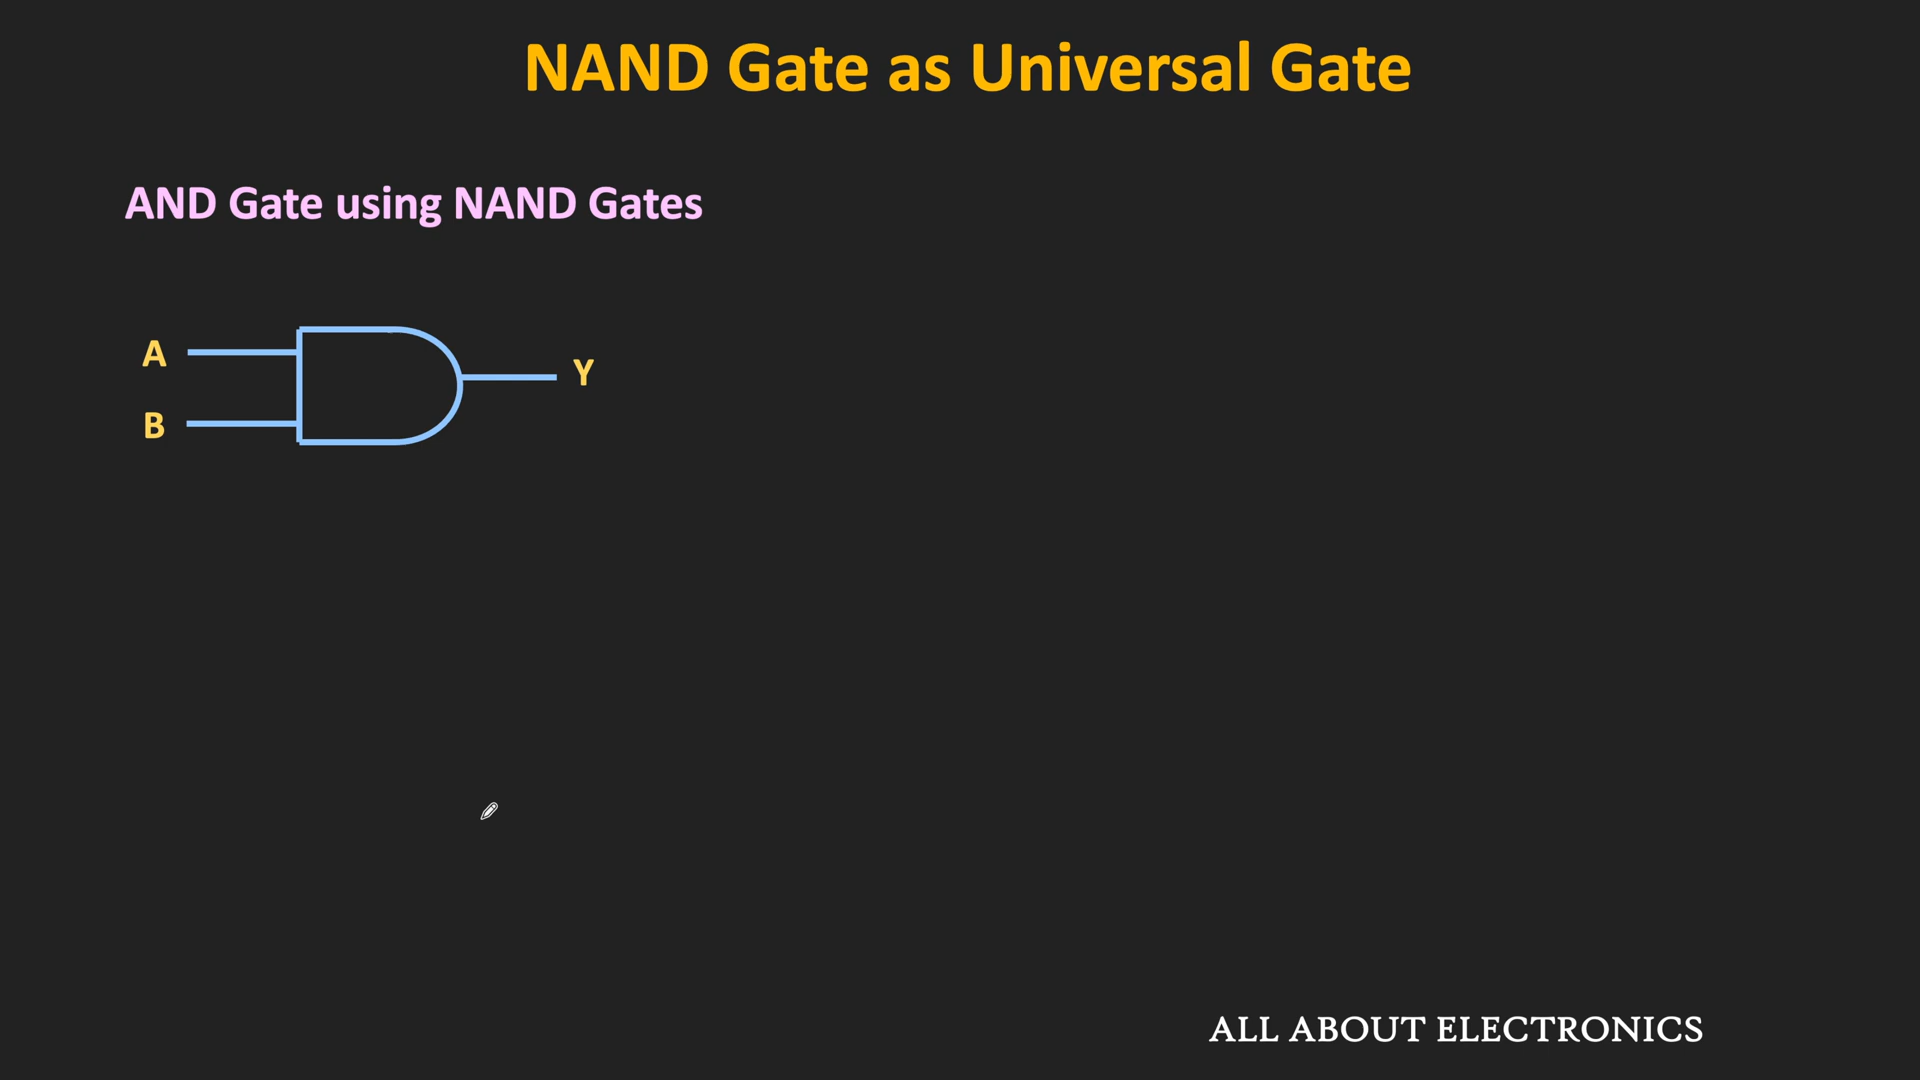 NAND Gate as Universal Gate
AND Gate using NAND Gates
A
Y
B
ALL ABOUT ELECTRONICS